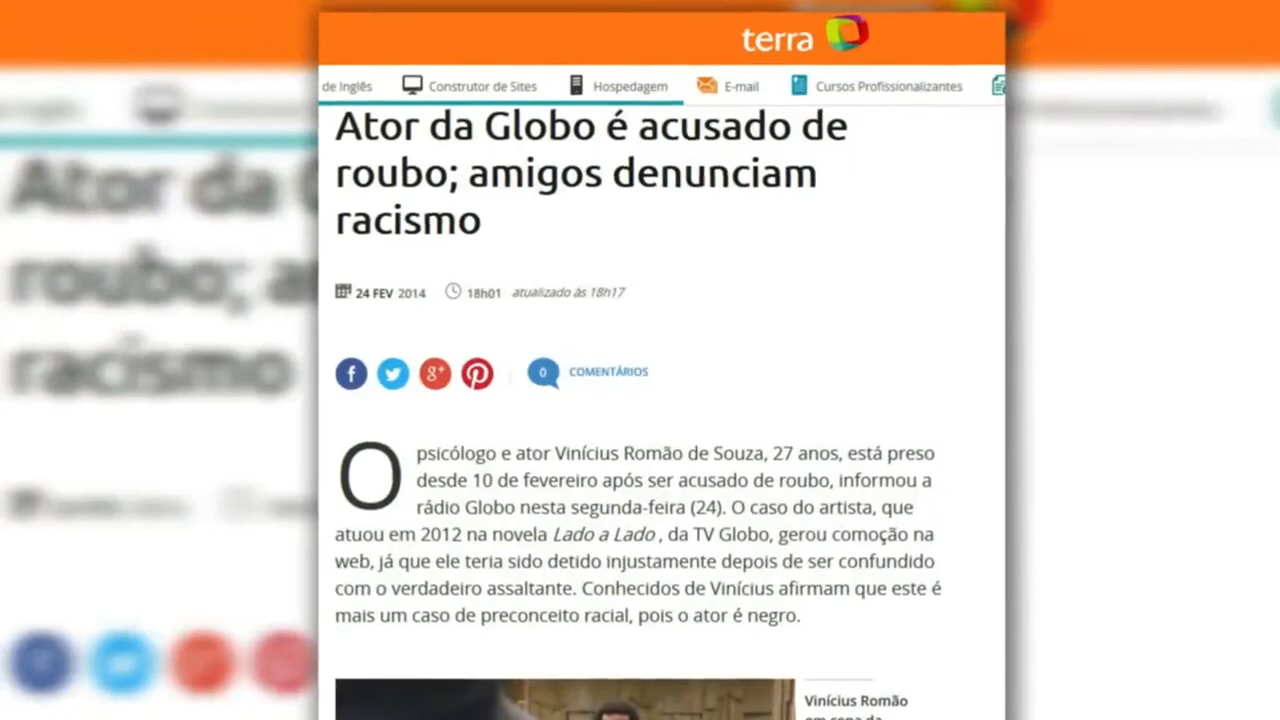 terra
de Inglês Construtor de Sites Hospedagem E-mail Cursos Profissionalizantes
Ator da Globo é acusado de
roubo; amigos denunciam
racismo
24 FEV 2014 18h01 atualizado às 18h17
0 COMENTÁRIOS
O psicólogo e ator Vinícius Romão de Souza, 27 anos, está preso
desde 10 de fevereiro após ser acusado de roubo, informou a
rádio Globo nesta segunda-feira (24). O caso do artista, que
atuou em 2012 na novela Lado a Lado , da TV Globo, gerou comoção na
web, já que ele teria sido detido injustamente depois de ser confundido
com o verdadeiro assaltante. Conhecidos de Vinícius afirmam que este é
mais um caso de preconceito racial, pois o ator é negro.
Vinícius Romão
em cena da